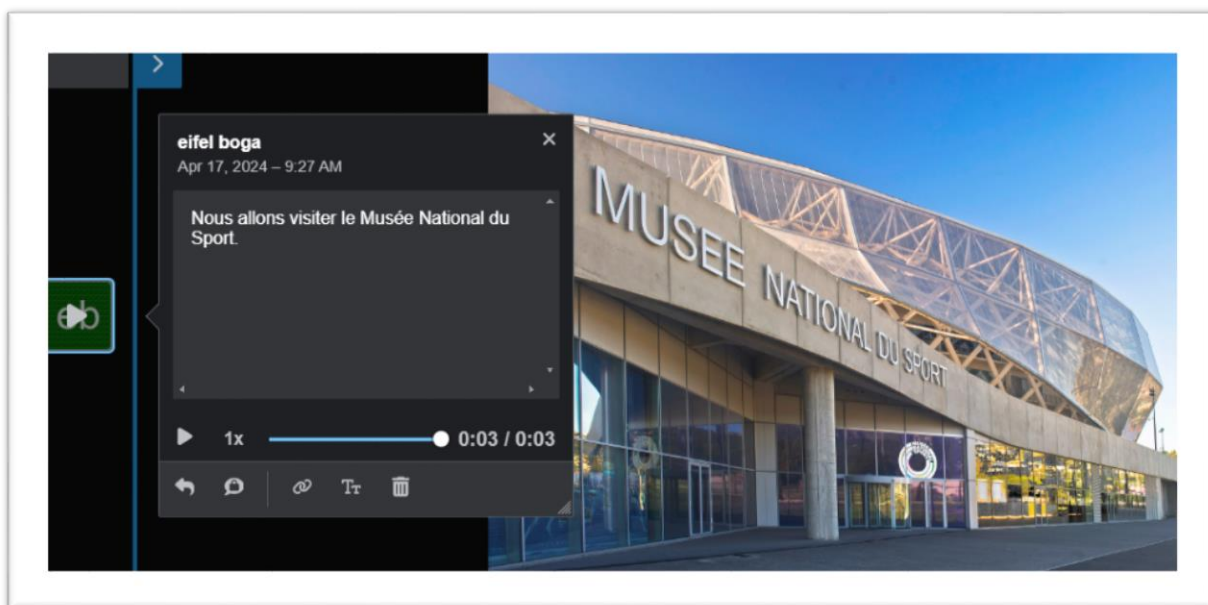 eifel boga
Apr 17, 2024 – 9:27 AM
Nous allons visiter le Musée National du
Sport.
eb
1x
0:03 / 0:03
MUSEE NATIONAL DU SPORT